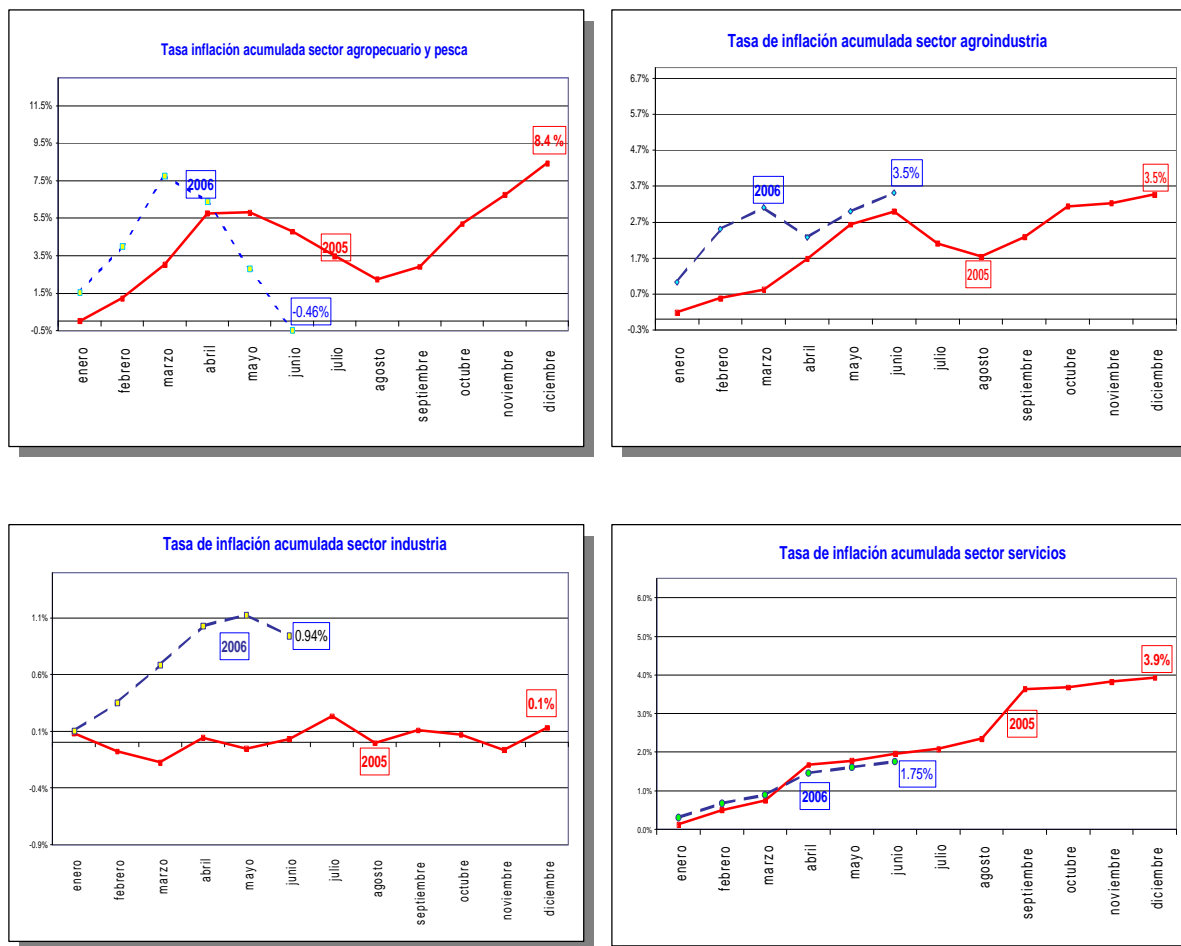 Tasa inflación acumulada sector agropecuario y pesca
11.5%
9.5%
7.5%
5.5%
3.5%
1.5%
-0.5%
2006
2005
8.4 %
-0.46%
enero
febrero
marzo
abril
mayo
junio
julio
agosto
septiembre
octubre
noviembre
diciembre
Tasa de inflación acumulada sector agroindustria
6.7%
5.7%
4.7%
3.7%
2.7%
1.7%
0.7%
-0.3%
2006
3.5%
2005
3.5%
enero
febrero
marzo
abril
mayo
junio
julio
agosto
septiembre
octubre
noviembre
diciembre
Tasa de inflación acumulada sector industria
1.1%
0.6%
0.1%
-0.4%
-0.9%
2006
0.94%
2005
0.1%
enero
febrero
marzo
abril
mayo
junio
julio
agosto
septiembre
octubre
noviembre
diciembre
Tasa de inflación acumulada sector servicios
6.0%
5.0%
4.0%
3.0%
2.0%
1.0%
0.0%
3.9%
2005
1.75%
2006
enero
febrero
marzo
abril
mayo
junio
julio
agosto
septiembre
octubre
noviembre
diciembre